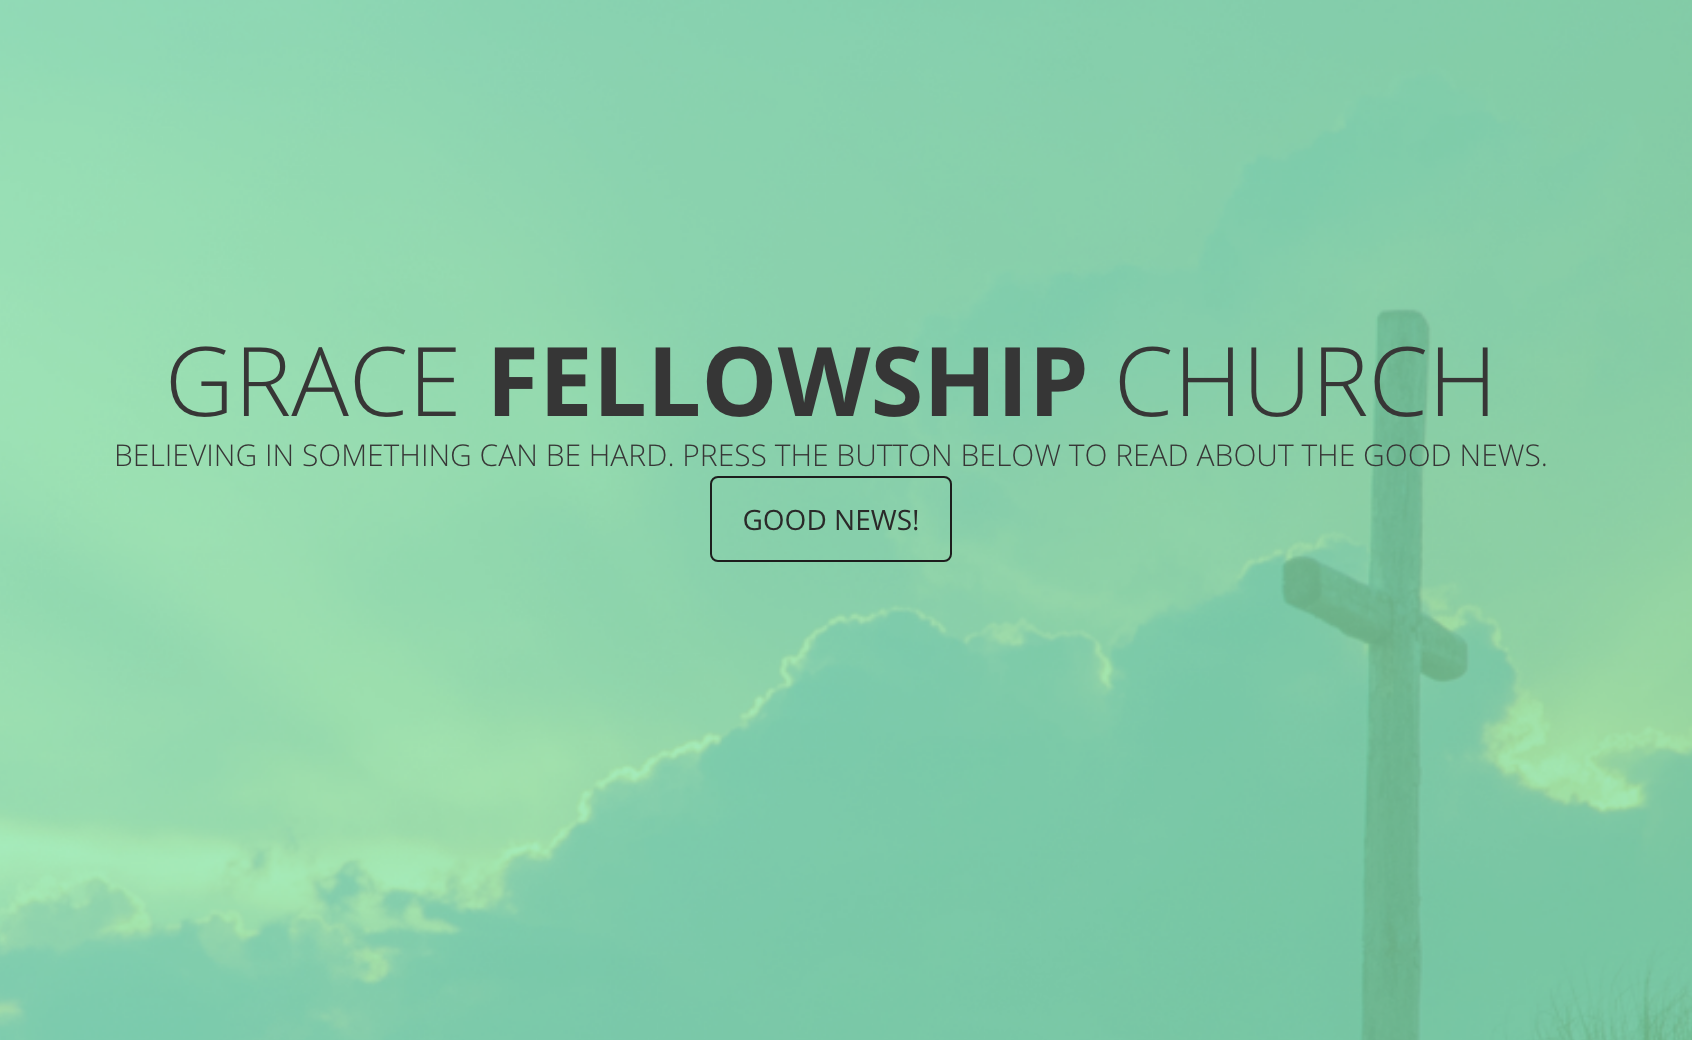 GRACE FELLOWSHIP CHURCH
BELIEVING IN SOMETHING CAN BE HARD. PRESS THE BUTTON BELOW TO READ ABOUT THE GOOD NEWS.
GOOD NEWS!